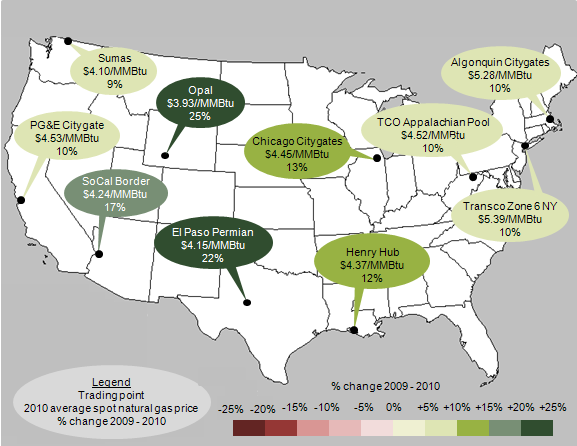 Sumas
$4.10/MMBtu
9%
Algonquin Citygates
$5.28/MMBtu
10%
Opal
$3.93/MMBtu
25%
PG&E Citygate
$4.53/MMBtu
10%
TCO Appalachian Pool
$4.52/MMBtu
10%
Chicago Citygates
$4.45/MMBtu
13%
SoCal Border
$4.24/MMBtu
17%
Transco Zone 6 NY
$5.39/MMBtu
10%
El Paso Permian
$4.15/MMBtu
22%
Henry Hub
$4.37/MMBtu
12%
Legend
Trading point
2010 average spot natural gas price
% change 2009 - 2010
% change 2009 - 2010
-25% -20% -15% -10% -5% 0% +5% +10% +15% +20% +25%